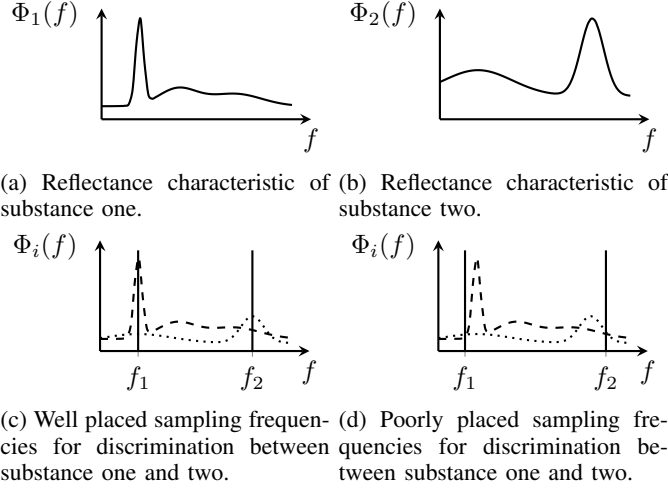 Φ₁(f)
f
Φ₂(f)
f
(a) Reflectance characteristic of
substance one.
(b) Reflectance characteristic of
substance two.
Φᵢ(f)
f₁
f₂
f
Φᵢ(f)
f₁
f₂
f
(c) Well placed sampling frequen-
cies for discrimination between
substance one and two.
(d) Poorly placed sampling fre-
quencies for discrimination be-
tween substance one and two.